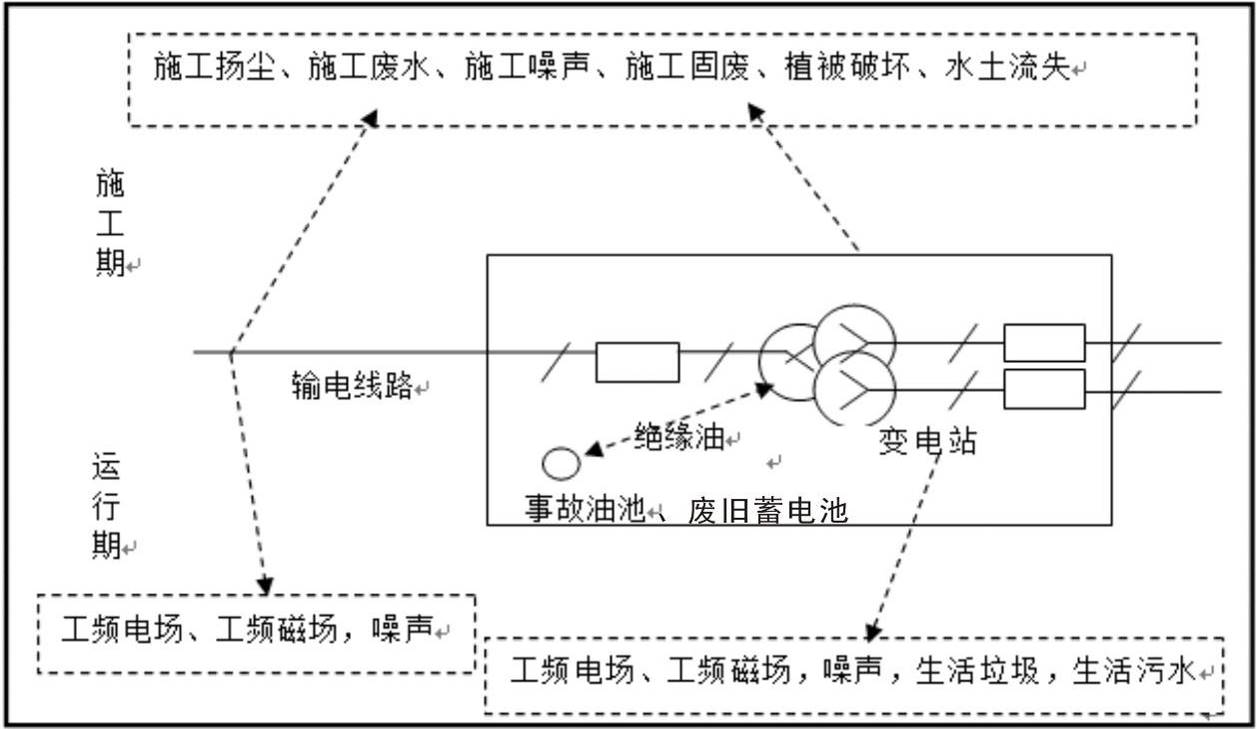 施工扬尘、施工废水、施工噪声、施工固废、植被破坏、水土流失
施
工
期
输电线路
绝缘油
变电站
运
行
期
事故油池、废旧蓄电池
工频电场、工频磁场，噪声
工频电场、工频磁场，噪声，生活垃圾，生活污水